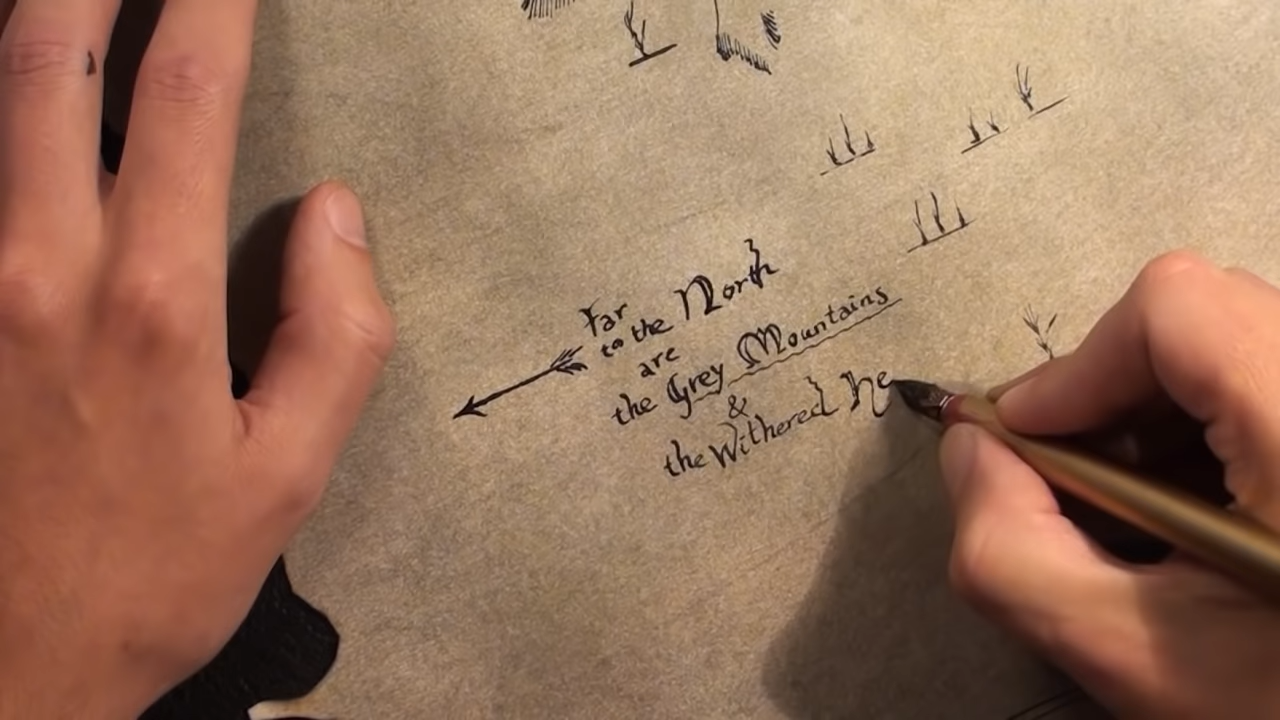 Far
to the North
are
the Grey Mountains
&
the Withered He